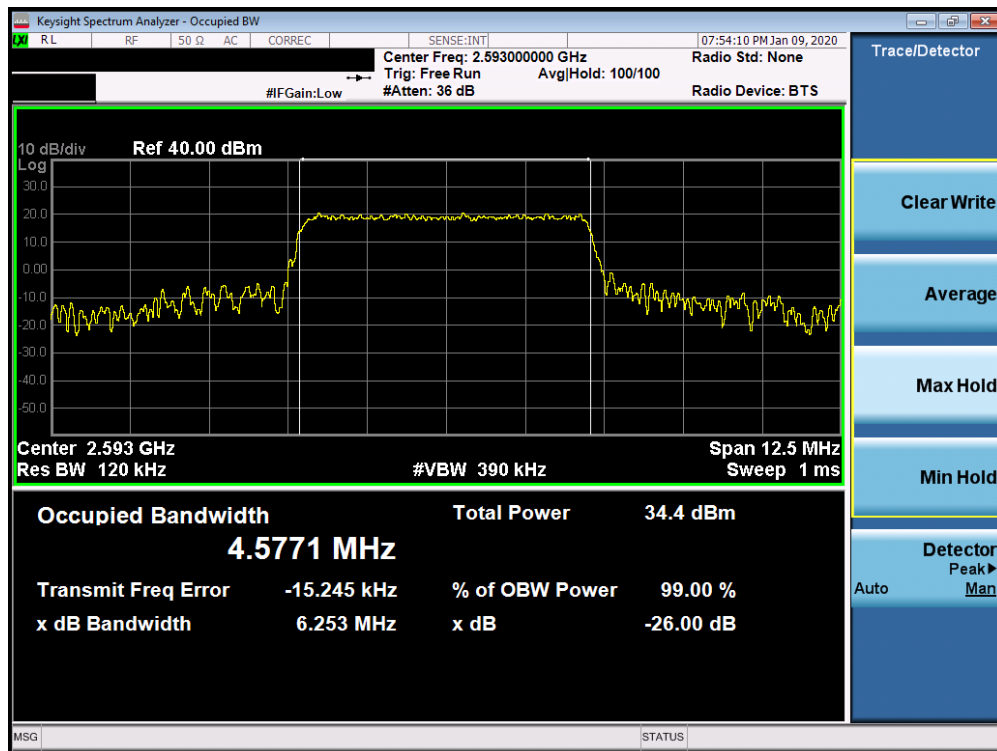 Keysight Spectrum Analyzer - Occupied BW
LXI RL RF 50 Ω AC CORREC SENSE:INT 07:54:10 PM Jan 09, 2020
Center Freq: 2.593000000 GHz Radio Std: None
Trig: Free Run Avg|Hold: 100/100
#IFGain:Low #Atten: 36 dB Radio Device: BTS
10 dB/div Ref 40.00 dBm
Log
30.0
20.0
10.0
0.00
-10.0
-20.0
-30.0
-40.0
-50.0
Center 2.593 GHz Span 12.5 MHz
Res BW 120 kHz #VBW 390 kHz Sweep 1 ms
Occupied Bandwidth Total Power 34.4 dBm
4.5771 MHz
Transmit Freq Error -15.245 kHz % of OBW Power 99.00 %
x dB Bandwidth 6.253 MHz x dB -26.00 dB
MSG STATUS
Trace/Detector
Clear Write
Average
Max Hold
Min Hold
Detector
Peak▶
Auto Man